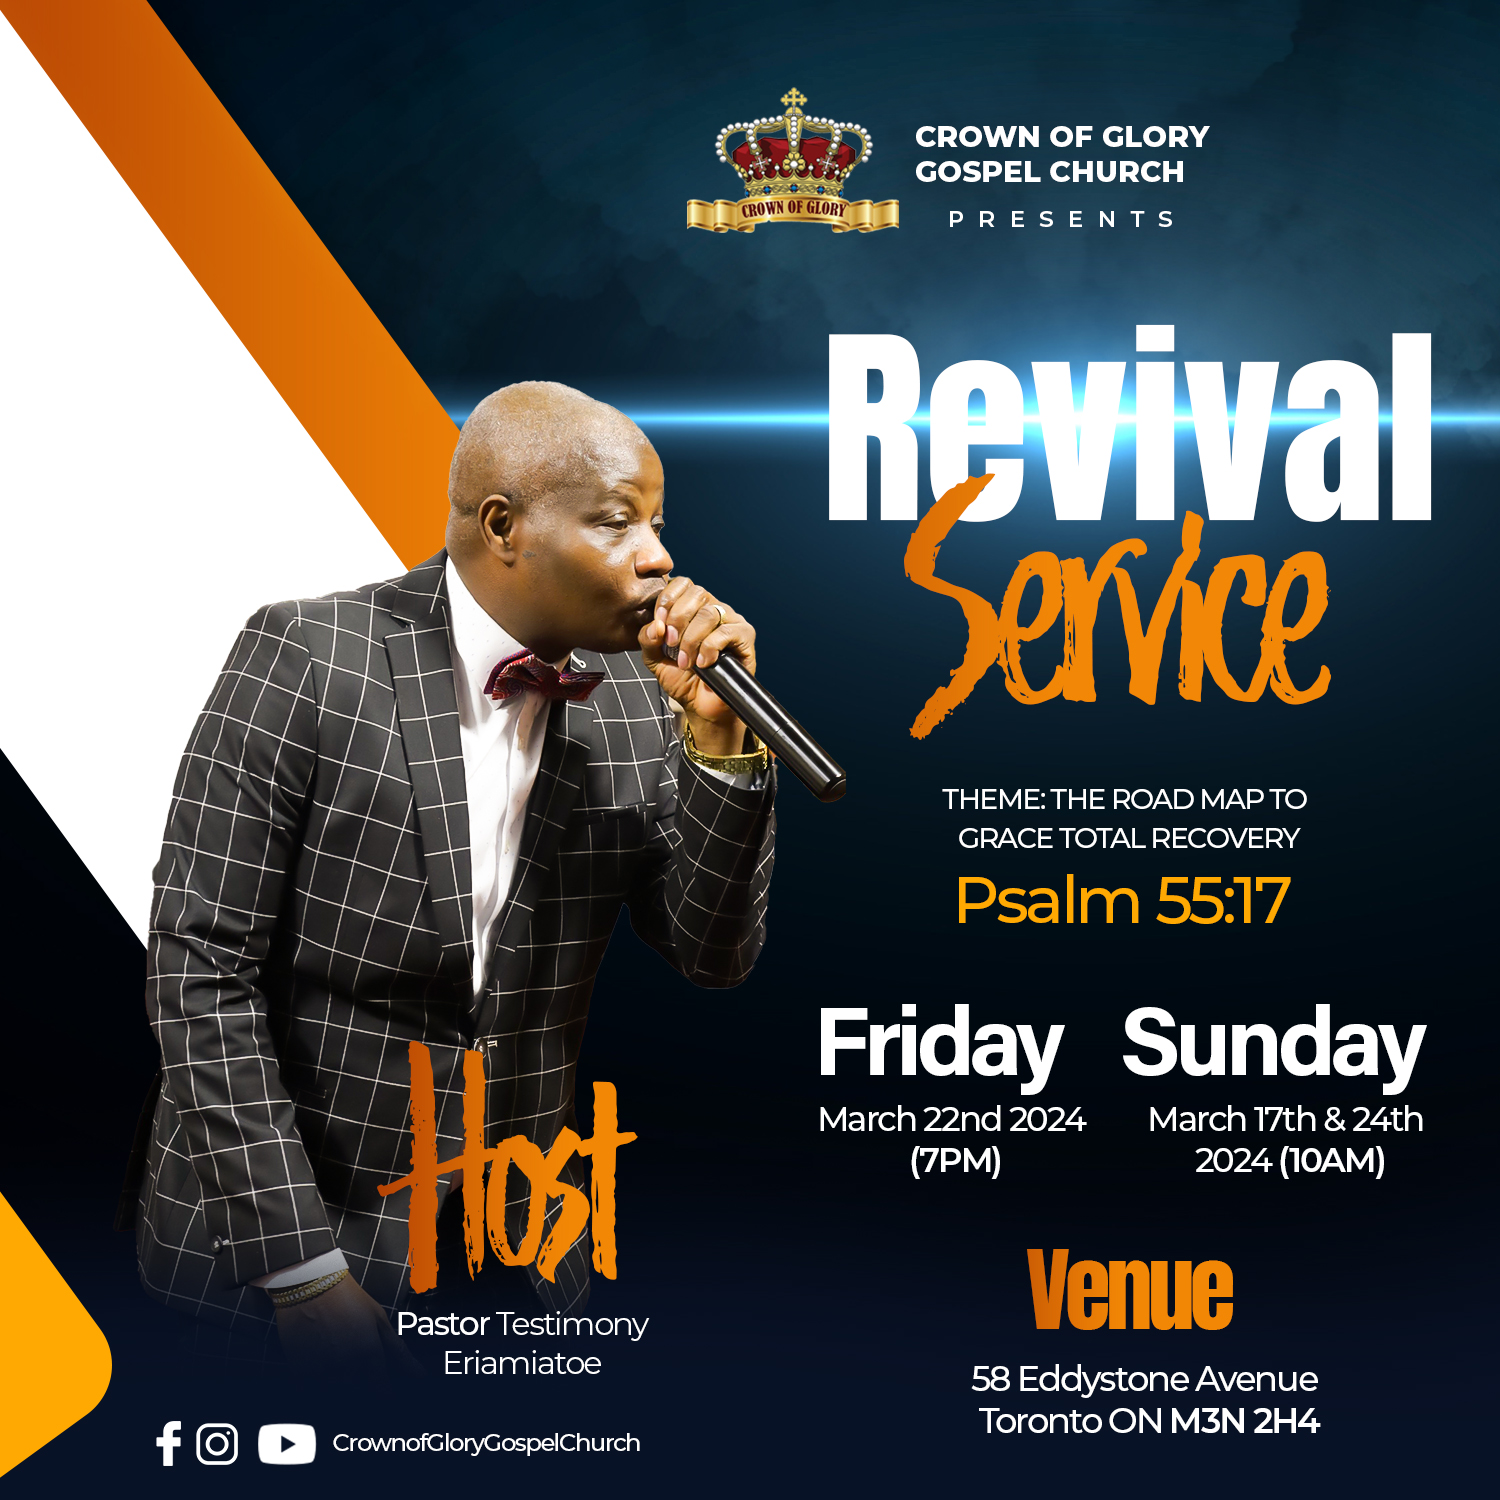 CROWN OF GLORY
CROWN OF GLORY
GOSPEL CHURCH
PRESENTS
Revival
Service
THEME: THE ROAD MAP TO
GRACE TOTAL RECOVERY
Psalm 55:17
Friday
March 22nd 2024
(7PM)
Sunday
March 17th & 24th
2024 (10AM)
Venue
58 Eddystone Avenue
Toronto ON M3N 2H4
Host
Pastor Testimony
Eriamiatoe
CrownofGloryGospelChurch